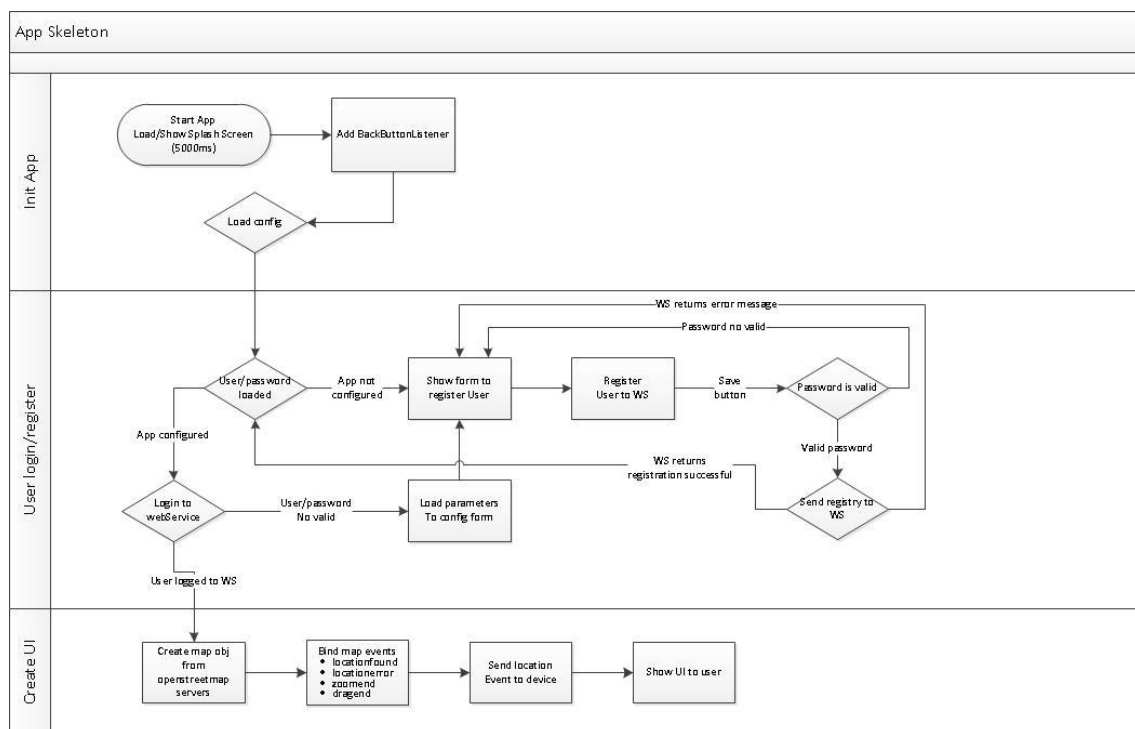 App Skeleton
Init App
Start App
Load/Show Splash Screen
(5000ms)
Add BackButtonListener
Load config
User login/register
WS returns error message
Password no valid
User/password
loaded
App not
configured
Show form to
register User
Register
User to WS
Save
button
Password is valid
App configured
Valid password
WS returns
registration successful
Login to
webService
User/password
No valid
Load parameters
To config form
Send registry to
WS
User logged to WS
Create UI
Create map obj
from
openstreetmap
servers
Bind map events
• locationfound
• locationerror
• zoomend
• dragend
Send location
Event to device
Show UI to user